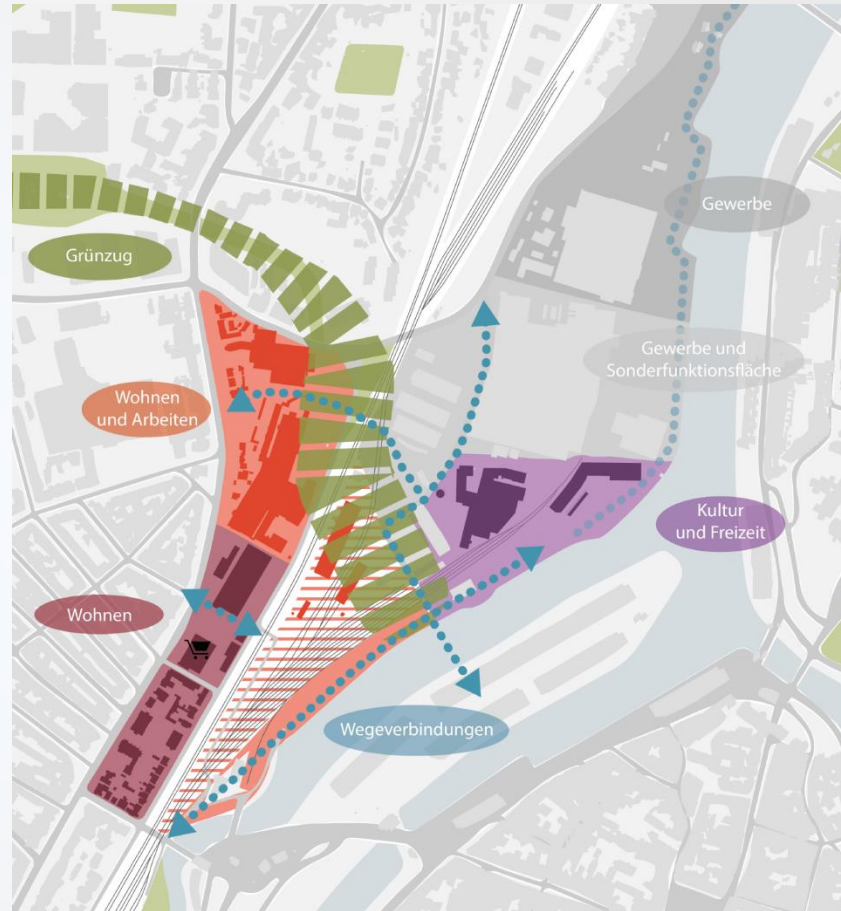 Gewerbe
Grünzug
Gewerbe und
Sonderfunktionsfläche
Wohnen
und Arbeiten
Kultur
und Freizeit
Wohnen
Wegeverbindungen